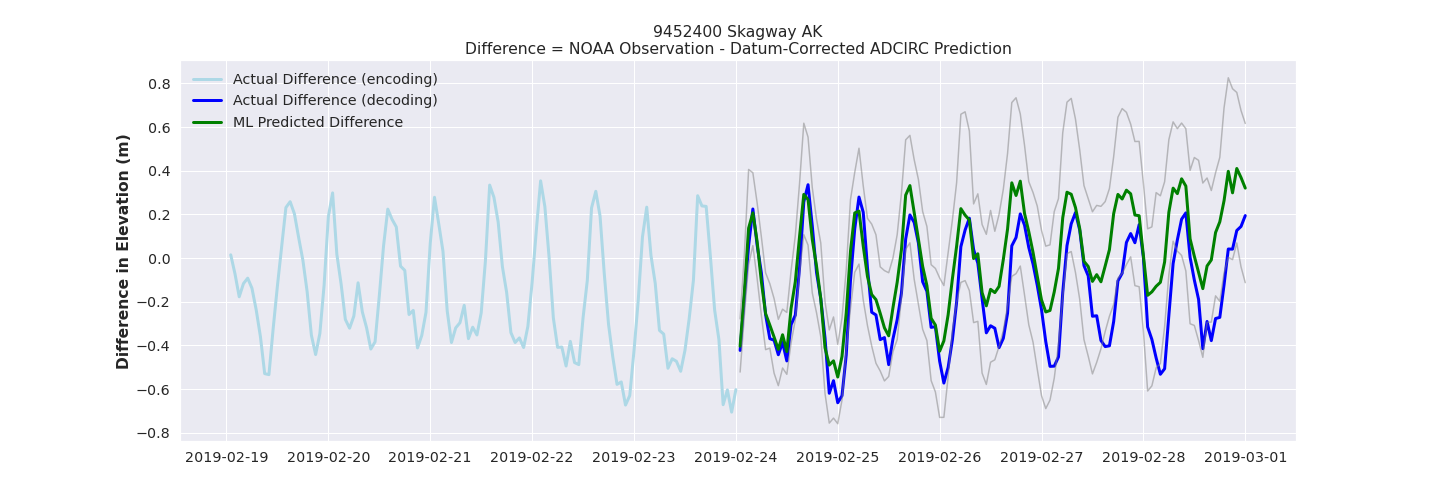 9452400 Skagway AK
Difference = NOAA Observation - Datum-Corrected ADCIRC Prediction
Actual Difference (encoding)
Actual Difference (decoding)
ML Predicted Difference
Difference in Elevation (m)
0.8
0.6
0.4
0.2
0.0
−0.2
−0.4
−0.6
−0.8
2019-02-19 2019-02-20 2019-02-21 2019-02-22 2019-02-23 2019-02-24 2019-02-25 2019-02-26 2019-02-27 2019-02-28 2019-03-01